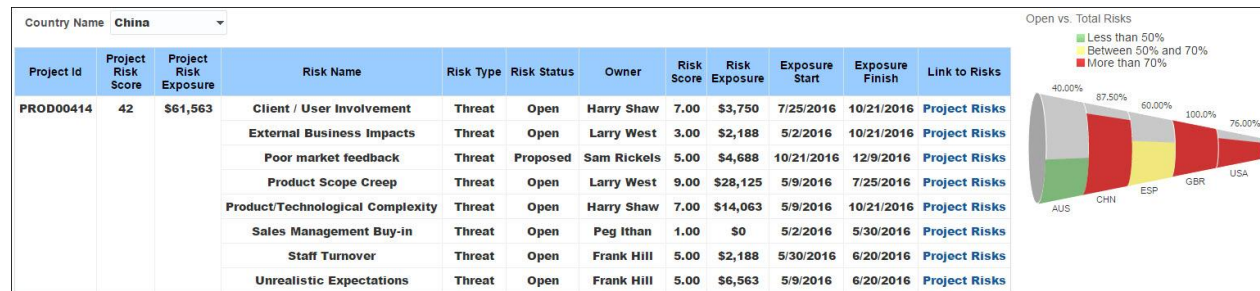 Country Name China
Open vs. Total Risks
Less than 50%
Between 50% and 70%
More than 70%
Project Id Project Risk Score Project Risk Exposure Risk Name Risk Type Risk Status Owner Risk Score Risk Exposure Exposure Start Exposure Finish Link to Risks
PROD00414 42 $61,563 Client / User Involvement Threat Open Harry Shaw 7.00 $3,750 7/25/2016 10/21/2016 Project Risks
External Business Impacts Threat Open Larry West 3.00 $2,188 5/2/2016 10/21/2016 Project Risks
Poor market feedback Threat Proposed Sam Rickels 5.00 $4,688 10/21/2016 12/9/2016 Project Risks
Product Scope Creep Threat Open Larry West 9.00 $28,125 5/9/2016 7/25/2016 Project Risks
Product/Technological Complexity Threat Open Harry Shaw 7.00 $14,063 5/9/2016 10/21/2016 Project Risks
Sales Management Buy-in Threat Open Peg Ithan 1.00 $0 5/2/2016 5/30/2016 Project Risks
Staff Turnover Threat Open Frank Hill 5.00 $2,188 5/30/2016 6/20/2016 Project Risks
Unrealistic Expectations Threat Open Frank Hill 5.00 $6,563 5/9/2016 6/20/2016 Project Risks
40.00% 87.50% 60.00% 100.0% 76.00%
AUS CHN ESP GBR USA